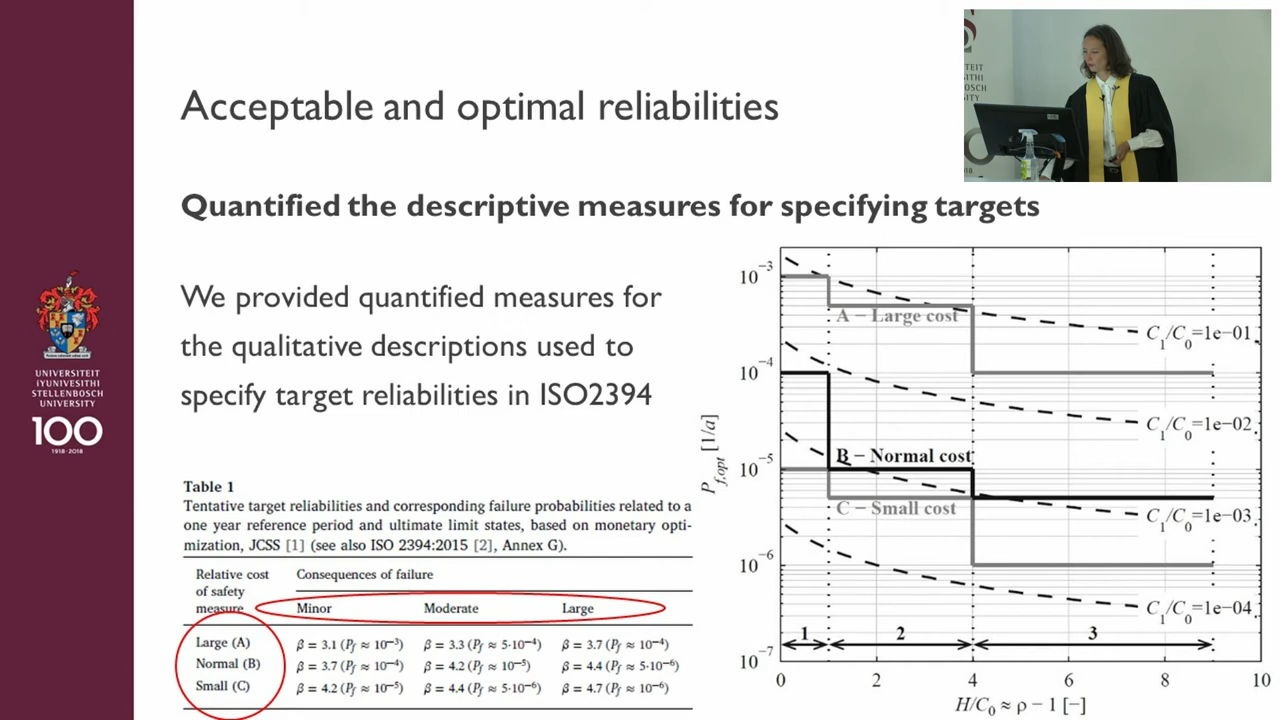 Acceptable and optimal reliabilities
Quantified the descriptive measures for specifying targets
We provided quantified measures for
the qualitative descriptions used to
specify target reliabilities in ISO2394
UNIVERSITEIT
iYUNIVESITHI
STELLENBOSCH
UNIVERSITY
100
1918·2018
Table 1
Tentative target reliabilities and corresponding failure probabilities related to a
one year reference period and ultimate limit states, based on monetary opti-
mization, JCSS [1] (see also ISO 2394:2015 [2], Annex G).
Relative cost Consequences of failure
of safety
measure Minor Moderate Large
Large (A) β = 3.1 (Pf ≈ 10⁻³) β = 3.3 (Pf ≈ 5·10⁻⁴) β = 3.7 (Pf ≈ 10⁻⁴)
Normal (B) β = 3.7 (Pf ≈ 10⁻⁴) β = 4.2 (Pf ≈ 10⁻⁵) β = 4.4 (Pf ≈ 5·10⁻⁶)
Small (C) β = 4.2 (Pf ≈ 10⁻⁵) β = 4.4 (Pf ≈ 5·10⁻⁶) β = 4.7 (Pf ≈ 10⁻⁶)
Pf,opt [1/a]
10⁻³
10⁻⁴
10⁻⁵
10⁻⁶
10⁻⁷
A − Large cost
B − Normal cost
C − Small cost
C₁/C₀=1e−01
C₁/C₀=1e−02
C₁/C₀=1e−03
C₁/C₀=1e−04
1 2 3
0 2 4 6 8 10
H/C₀ ≈ ρ − 1 [−]
TEIT
SITHI
BOSCH